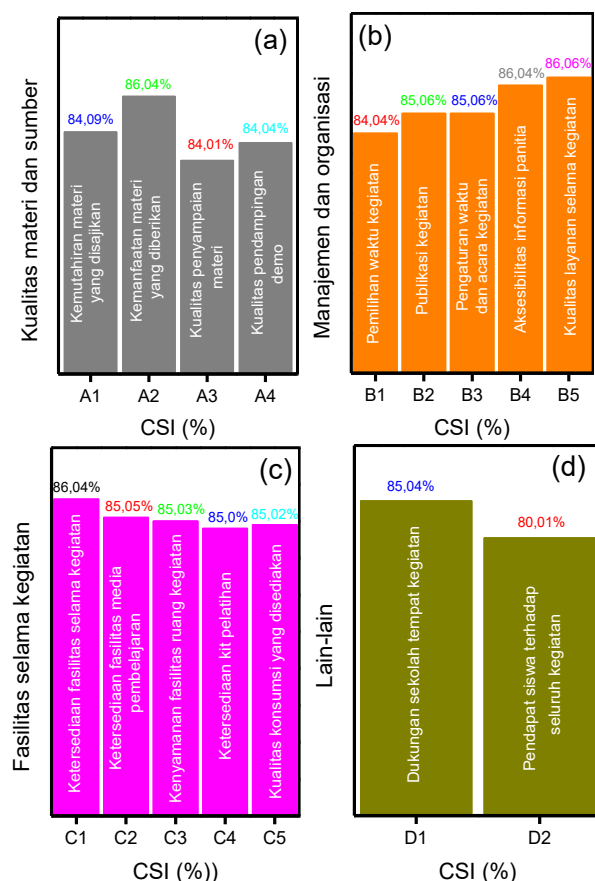 (a)
Kualitas materi dan sumber
84,09%
86,04%
84,01%
84,04%
Kemutahiran materi
yang disajikan
Kemanfaatan materi
yang diberikan
Kualitas penyampaian
materi
Kualitas pendampingan
demo
A1 A2 A3 A4
CSI (%)
(b)
Manajemen dan organisasi
84,04%
85,06%
85,06%
86,04%
86,06%
Pemilihan waktu kegiatan
Publikasi kegiatan
Pengaturan waktu
dan acara kegiatan
Aksesibilitas informasi panitia
Kualitas layanan selama kegiatan
B1 B2 B3 B4 B5
CSI (%)
(c)
Fasilitas selama kegiatan
86,04%
85,05%
85,03%
85,0%
85,02%
Ketersediaan fasilitas selama kegiatan
Ketersediaan fasilitas media
pembelajaran
Kenyamanan fasilitas ruang kegiatan
Ketersediaan kit pelatihan
Kualitas konsumsi yang disediakan
C1 C2 C3 C4 C5
CSI (%))
(d)
Lain-lain
85,04%
80,01%
Dukungan sekolah tempat kegiatan
Pendapat siswa terhadap
seluruh kegiatan
D1 D2
CSI (%)